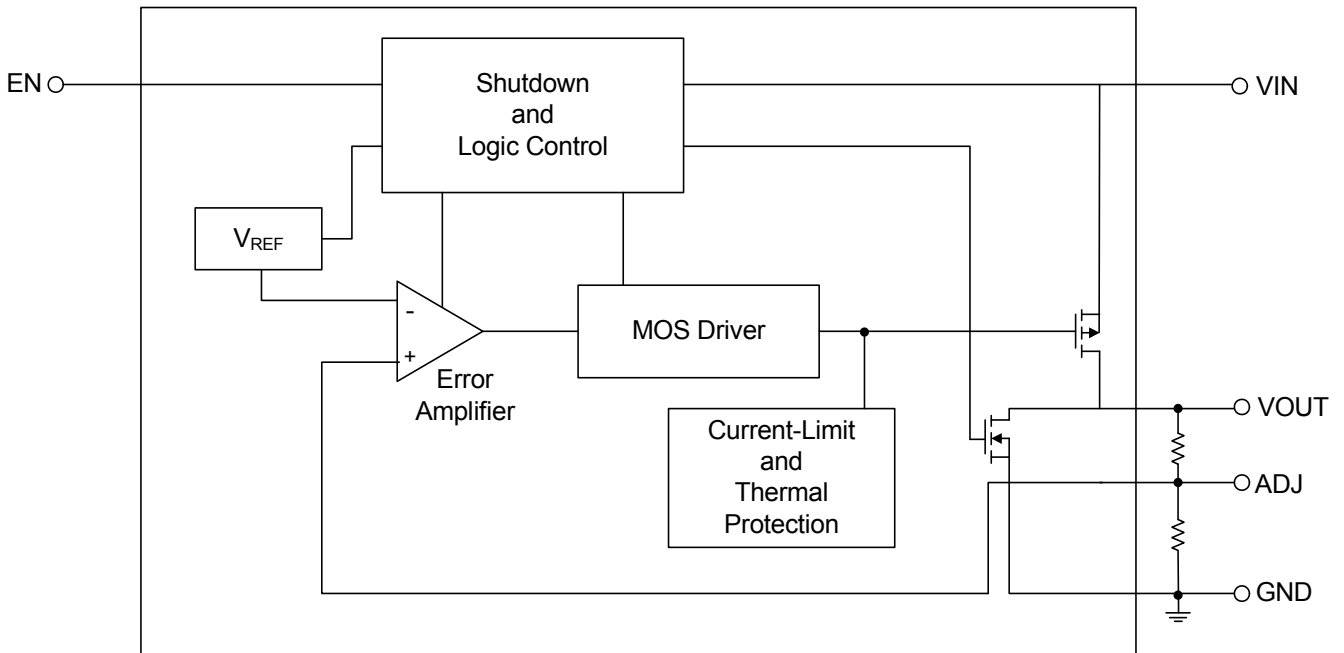 EN
Shutdown
and
Logic Control
VIN
VREF
-
+
Error
Amplifier
MOS Driver
Current-Limit
and
Thermal
Protection
VOUT
ADJ
GND